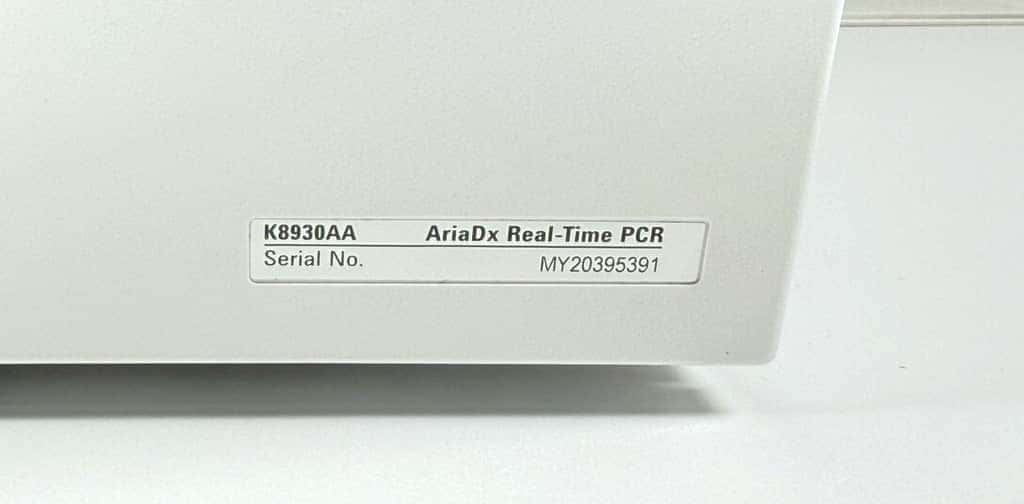 K8930AA AriaDx Real-Time PCR
Serial No. MY20395391